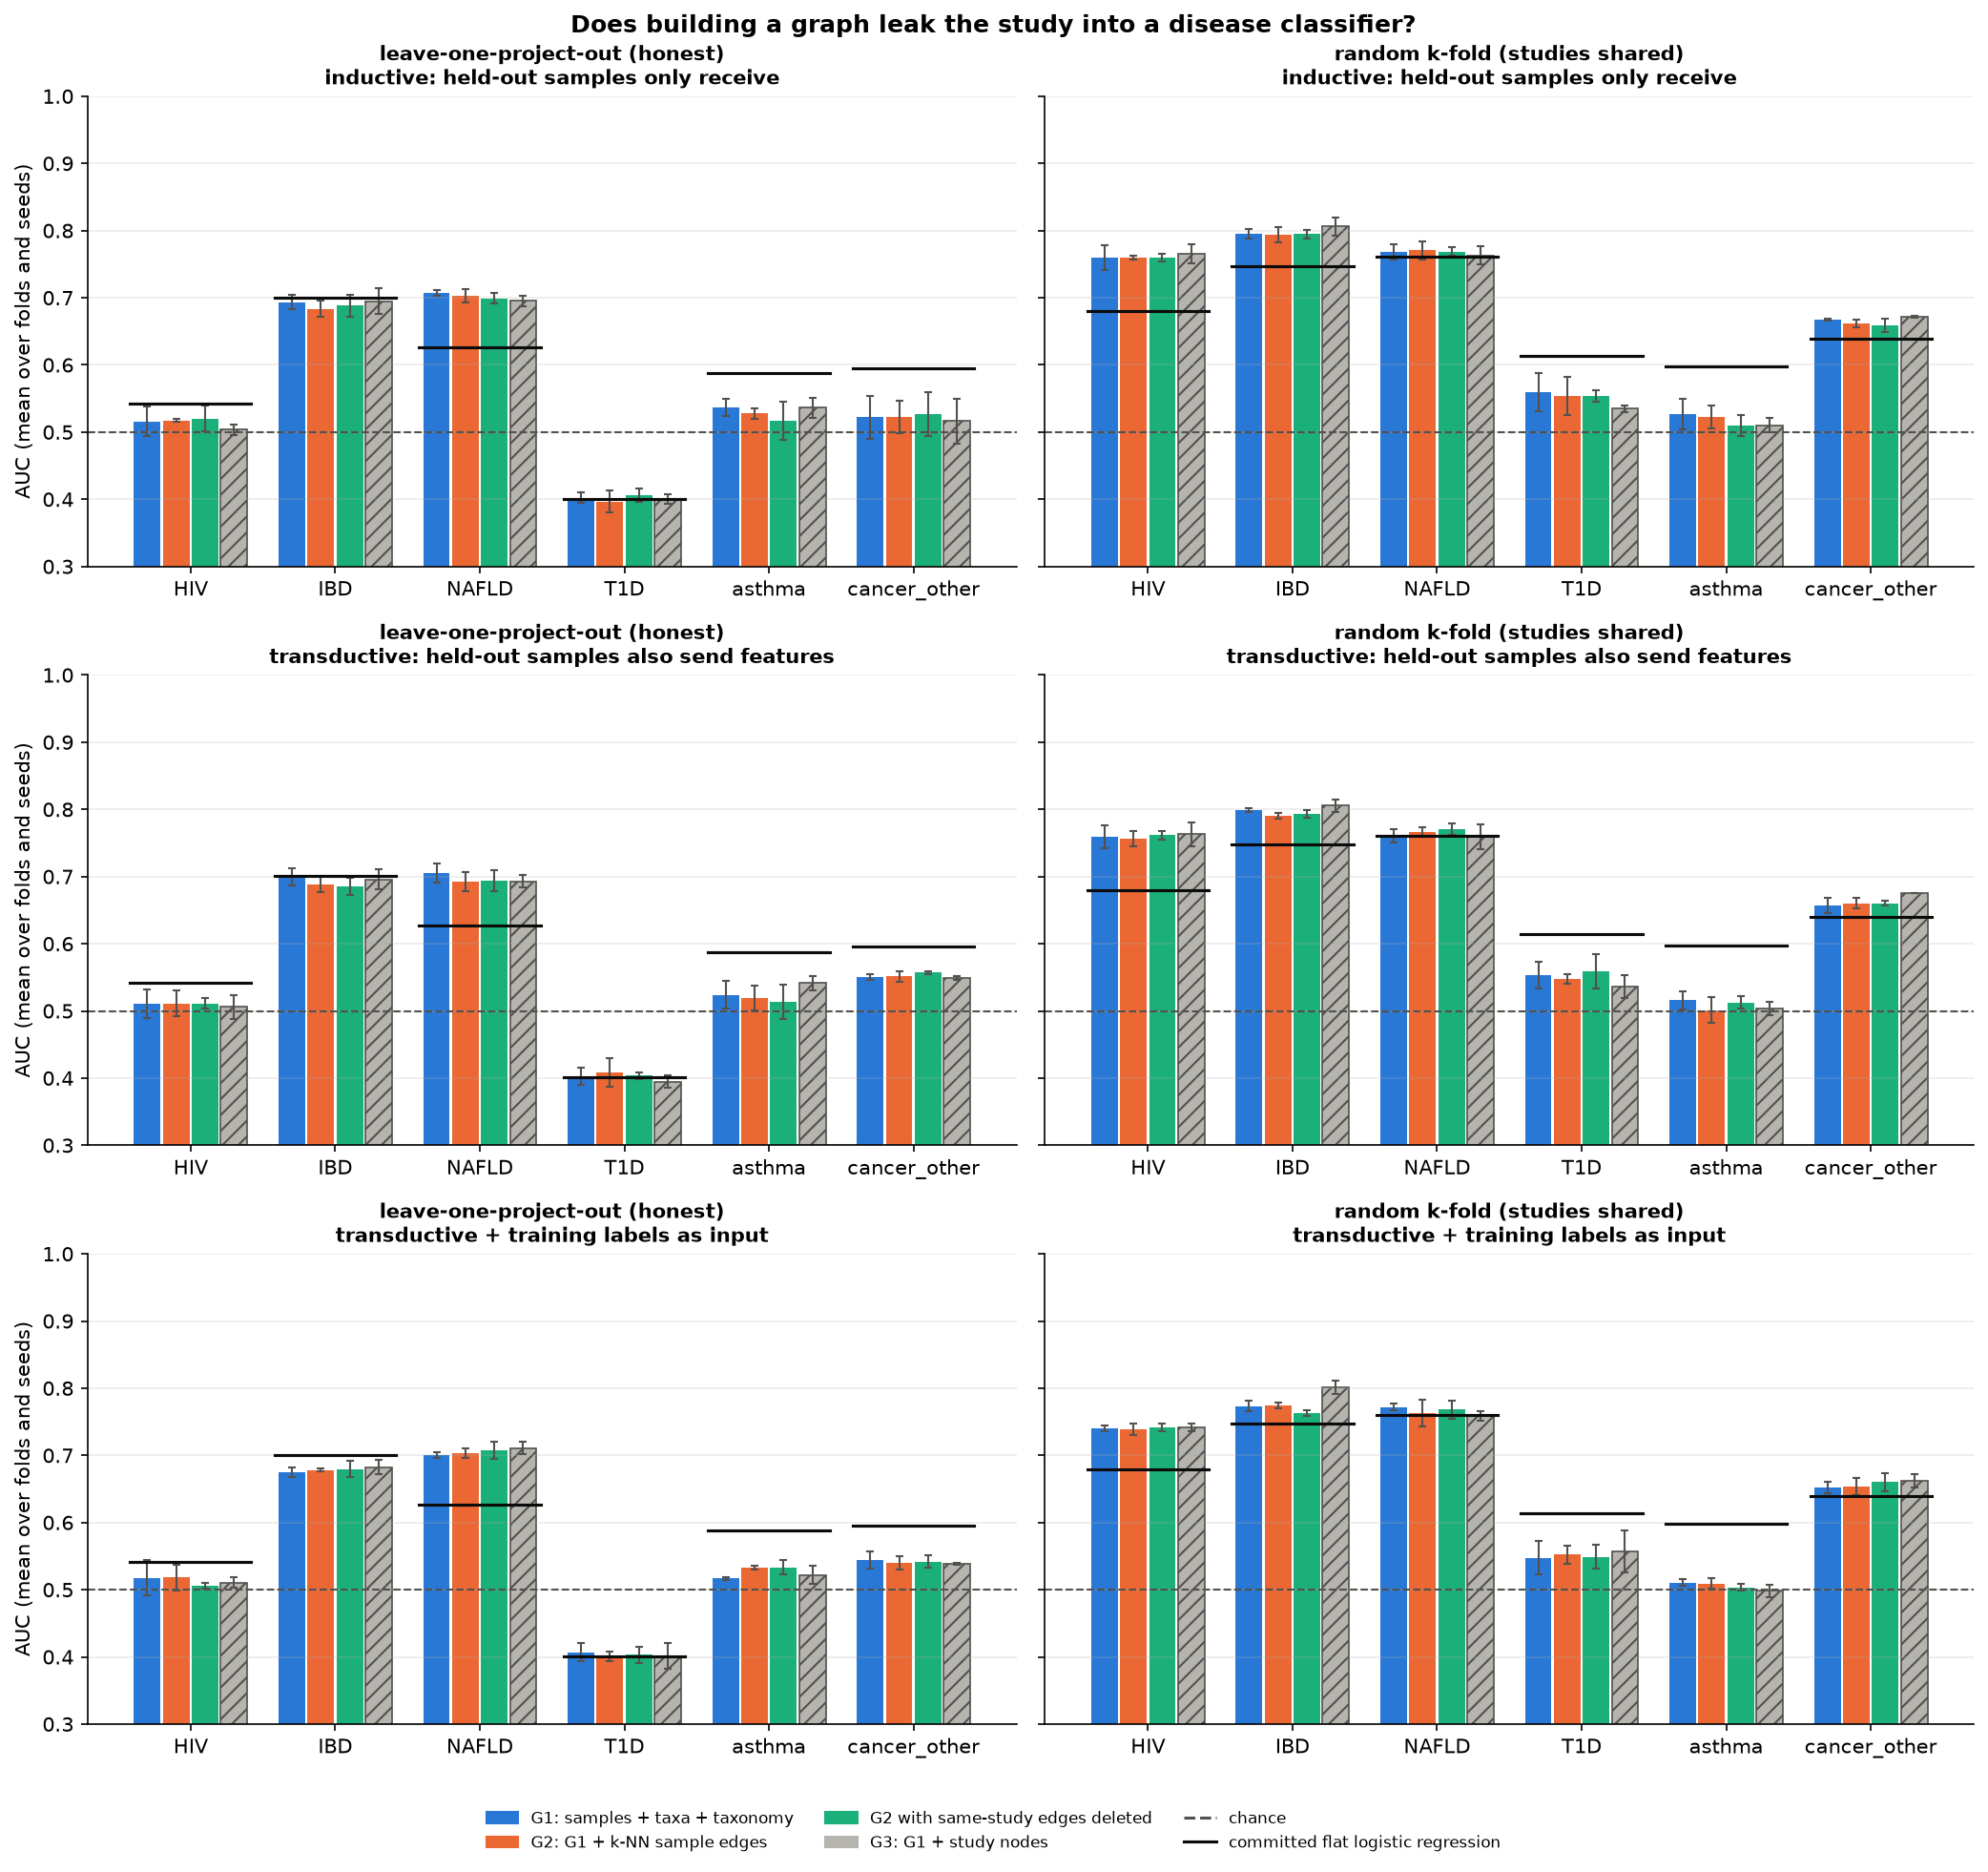 Does building a graph leak the study into a disease classifier?
leave-one-project-out (honest)
inductive: held-out samples only receive
random k-fold (studies shared)
inductive: held-out samples only receive
AUC (mean over folds and seeds)
1.0
0.9
0.8
0.7
0.6
0.5
0.4
0.3
HIV IBD NAFLD T1D asthma cancer_other
HIV IBD NAFLD T1D asthma cancer_other
leave-one-project-out (honest)
transductive: held-out samples also send features
random k-fold (studies shared)
transductive: held-out samples also send features
AUC (mean over folds and seeds)
1.0
0.9
0.8
0.7
0.6
0.5
0.4
0.3
HIV IBD NAFLD T1D asthma cancer_other
HIV IBD NAFLD T1D asthma cancer_other
leave-one-project-out (honest)
transductive + training labels as input
random k-fold (studies shared)
transductive + training labels as input
AUC (mean over folds and seeds)
1.0
0.9
0.8
0.7
0.6
0.5
0.4
0.3
HIV IBD NAFLD T1D asthma cancer_other
HIV IBD NAFLD T1D asthma cancer_other
G1: samples + taxa + taxonomy
G2: G1 + k-NN sample edges
G2 with same-study edges deleted
G3: G1 + study nodes
chance
committed flat logistic regression